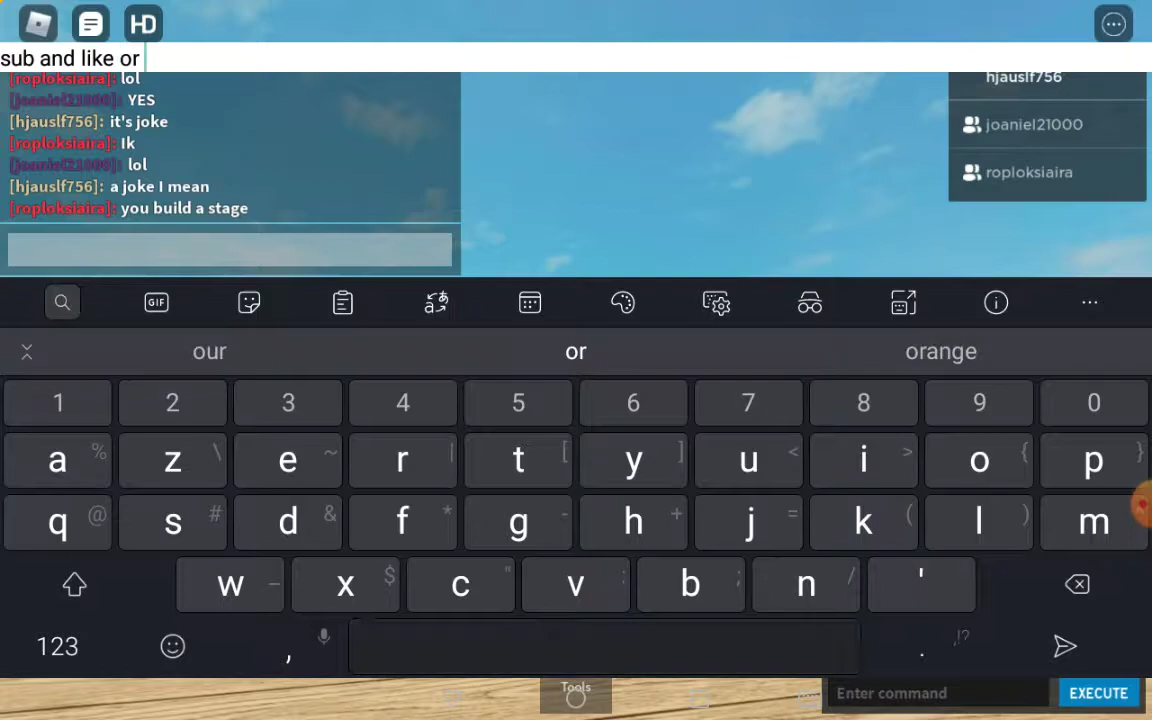 HD
sub and like or
[roploksiaira]: lol
hjauslf756
[joaniel21000]: YES
[hjauslf756]: it's joke
joaniel21000
[roploksiaira]: Ik
[joaniel21000]: lol
roploksiaira
[hjauslf756]: a joke I mean
[roploksiaira]: you build a stage
GIF
our or orange
1 2 3 4 5 6 7 8 9 0
a % z \ e ~ r | t [ y ] u < i > o { p }
q @ s # d & f * g - h + j = k ( l ) m
w _ x $ c " v : b ; n / '
123 , . ,!?
Tools
Enter command EXECUTE